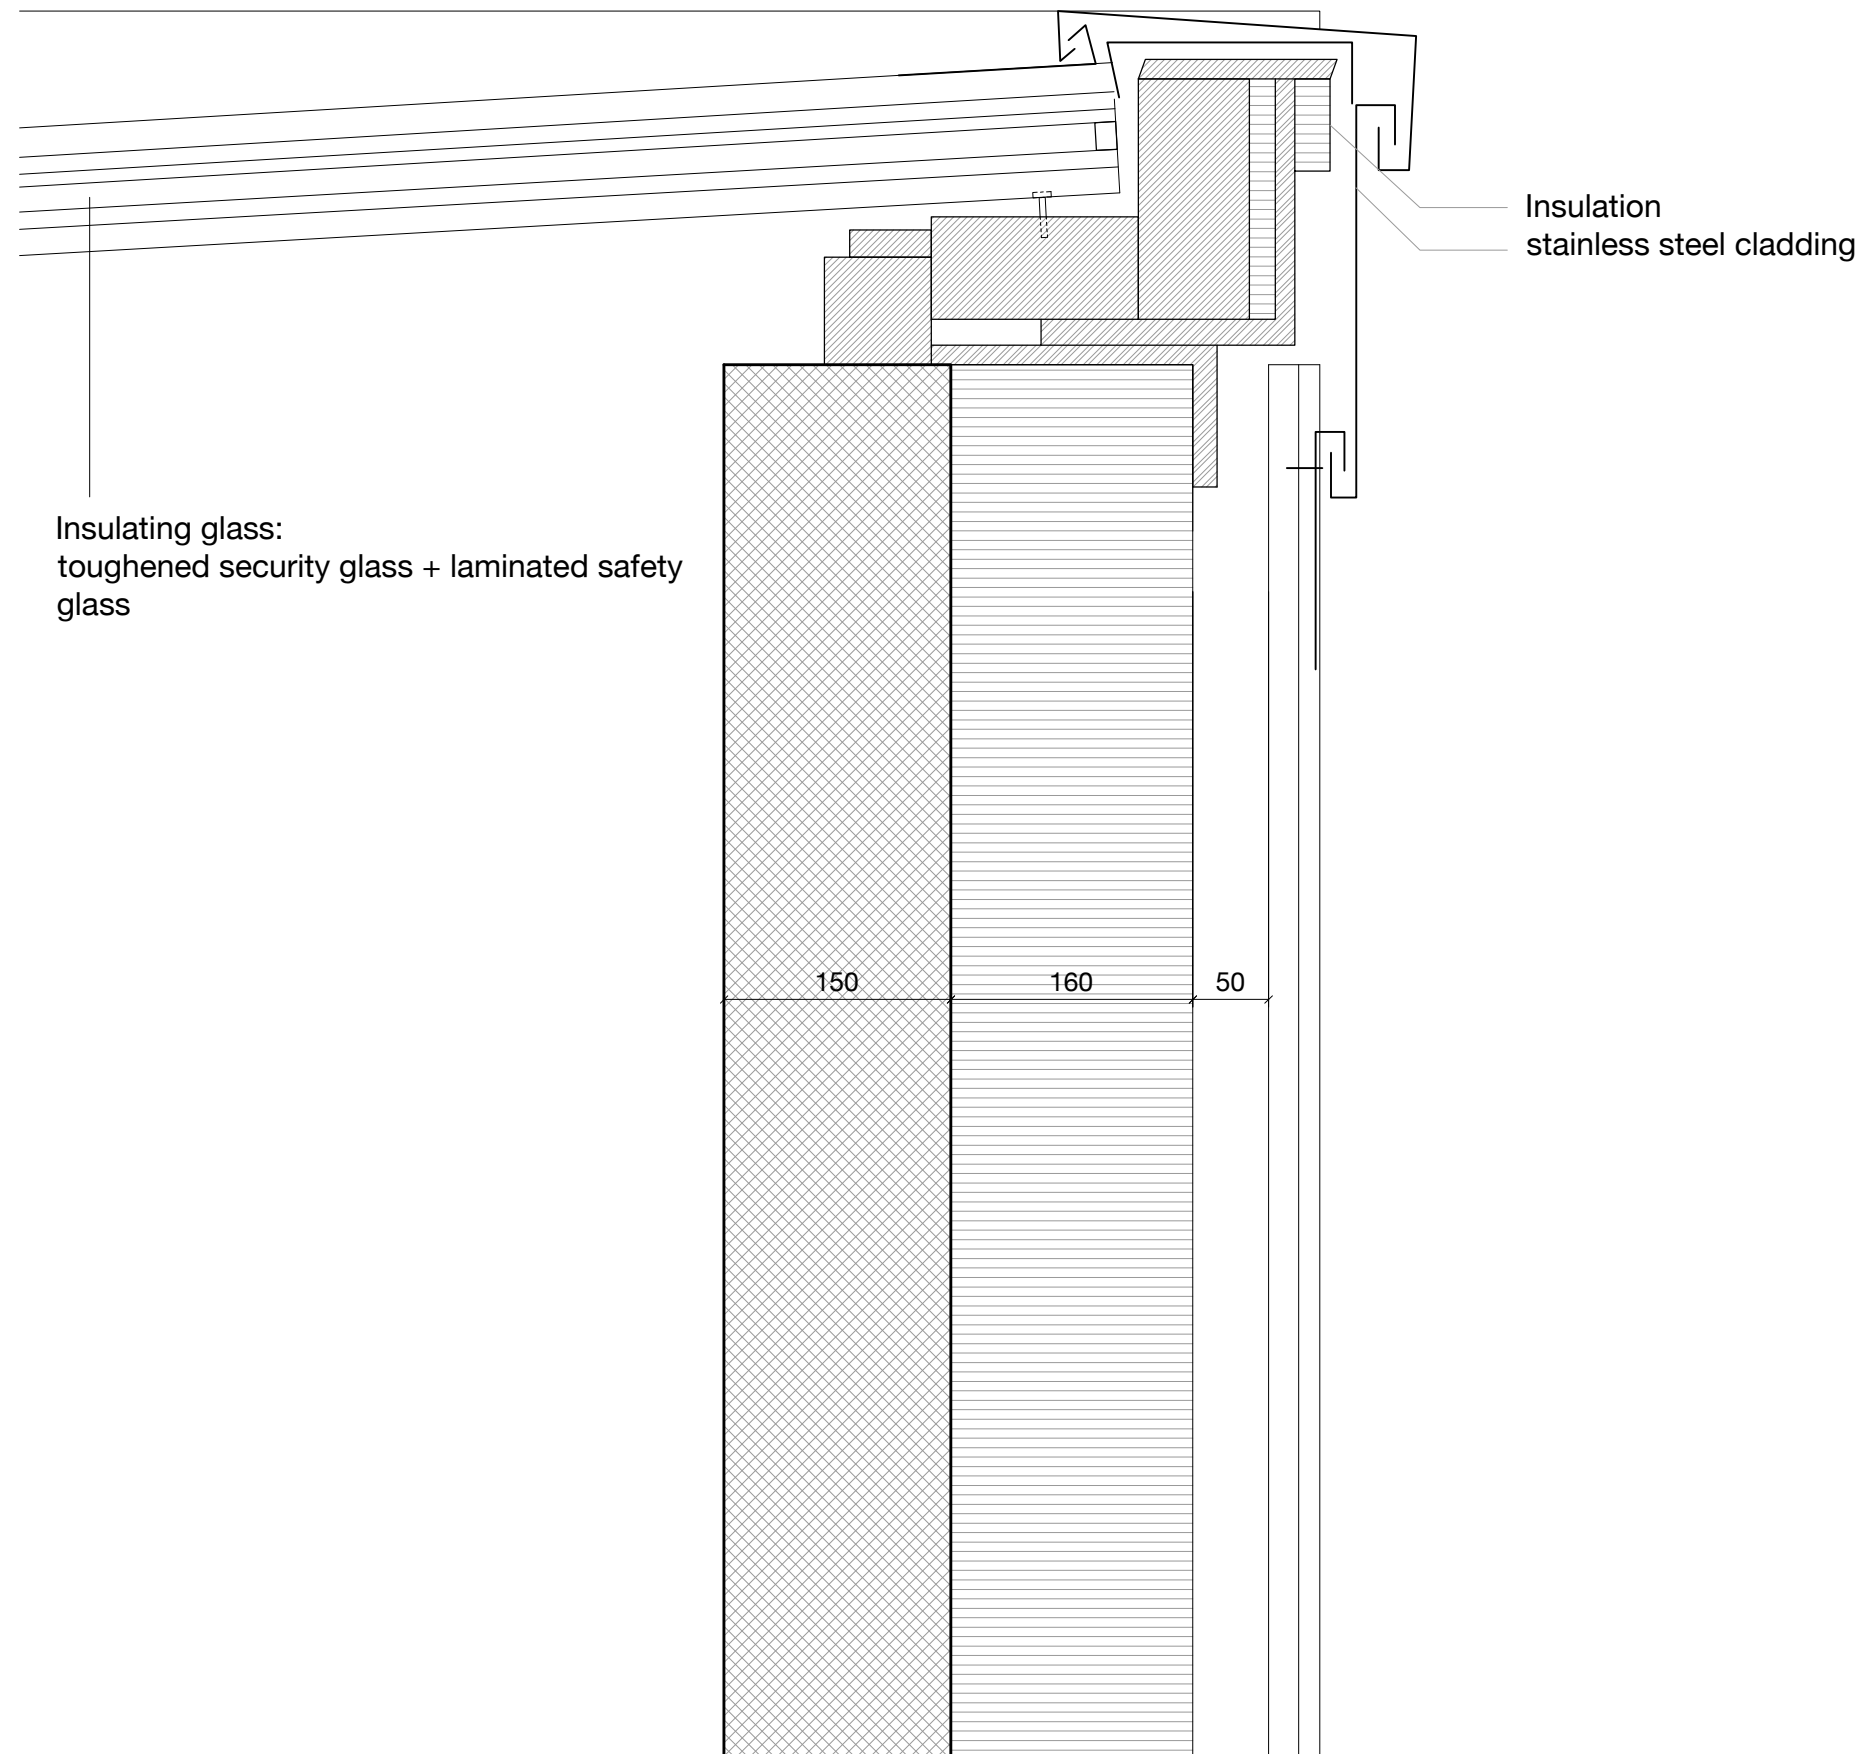 Insulation
stainless steel cladding
Insulating glass:
toughened security glass + laminated safety
glass
150 160 50